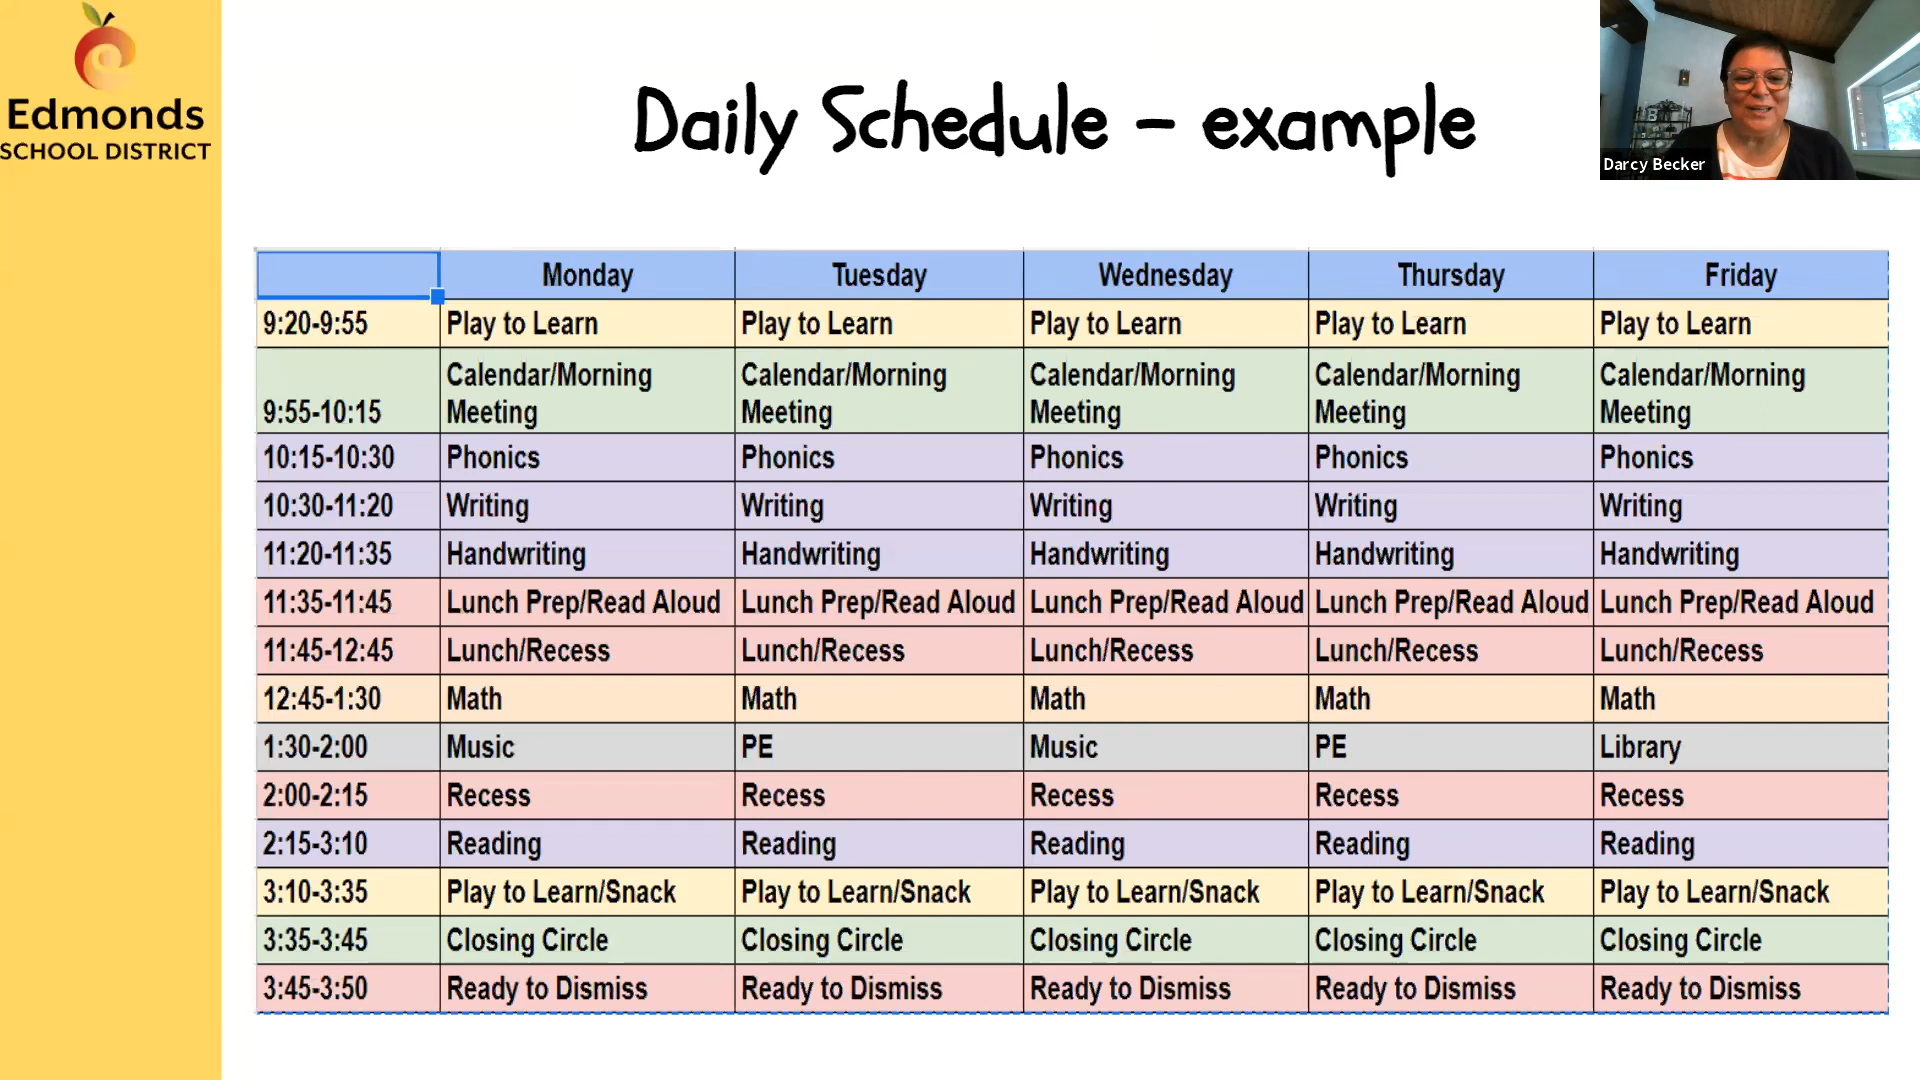 Edmonds
SCHOOL DISTRICT
Daily Schedule - example
Darcy Becker
Monday Tuesday Wednesday Thursday Friday
9:20-9:55 Play to Learn Play to Learn Play to Learn Play to Learn Play to Learn
9:55-10:15 Calendar/Morning Meeting Calendar/Morning Meeting Calendar/Morning Meeting Calendar/Morning Meeting Calendar/Morning Meeting
10:15-10:30 Phonics Phonics Phonics Phonics Phonics
10:30-11:20 Writing Writing Writing Writing Writing
11:20-11:35 Handwriting Handwriting Handwriting Handwriting Handwriting
11:35-11:45 Lunch Prep/Read Aloud Lunch Prep/Read Aloud Lunch Prep/Read Aloud Lunch Prep/Read Aloud Lunch Prep/Read Aloud
11:45-12:45 Lunch/Recess Lunch/Recess Lunch/Recess Lunch/Recess Lunch/Recess
12:45-1:30 Math Math Math Math Math
1:30-2:00 Music PE Music PE Library
2:00-2:15 Recess Recess Recess Recess Recess
2:15-3:10 Reading Reading Reading Reading Reading
3:10-3:35 Play to Learn/Snack Play to Learn/Snack Play to Learn/Snack Play to Learn/Snack Play to Learn/Snack
3:35-3:45 Closing Circle Closing Circle Closing Circle Closing Circle Closing Circle
3:45-3:50 Ready to Dismiss Ready to Dismiss Ready to Dismiss Ready to Dismiss Ready to Dismiss